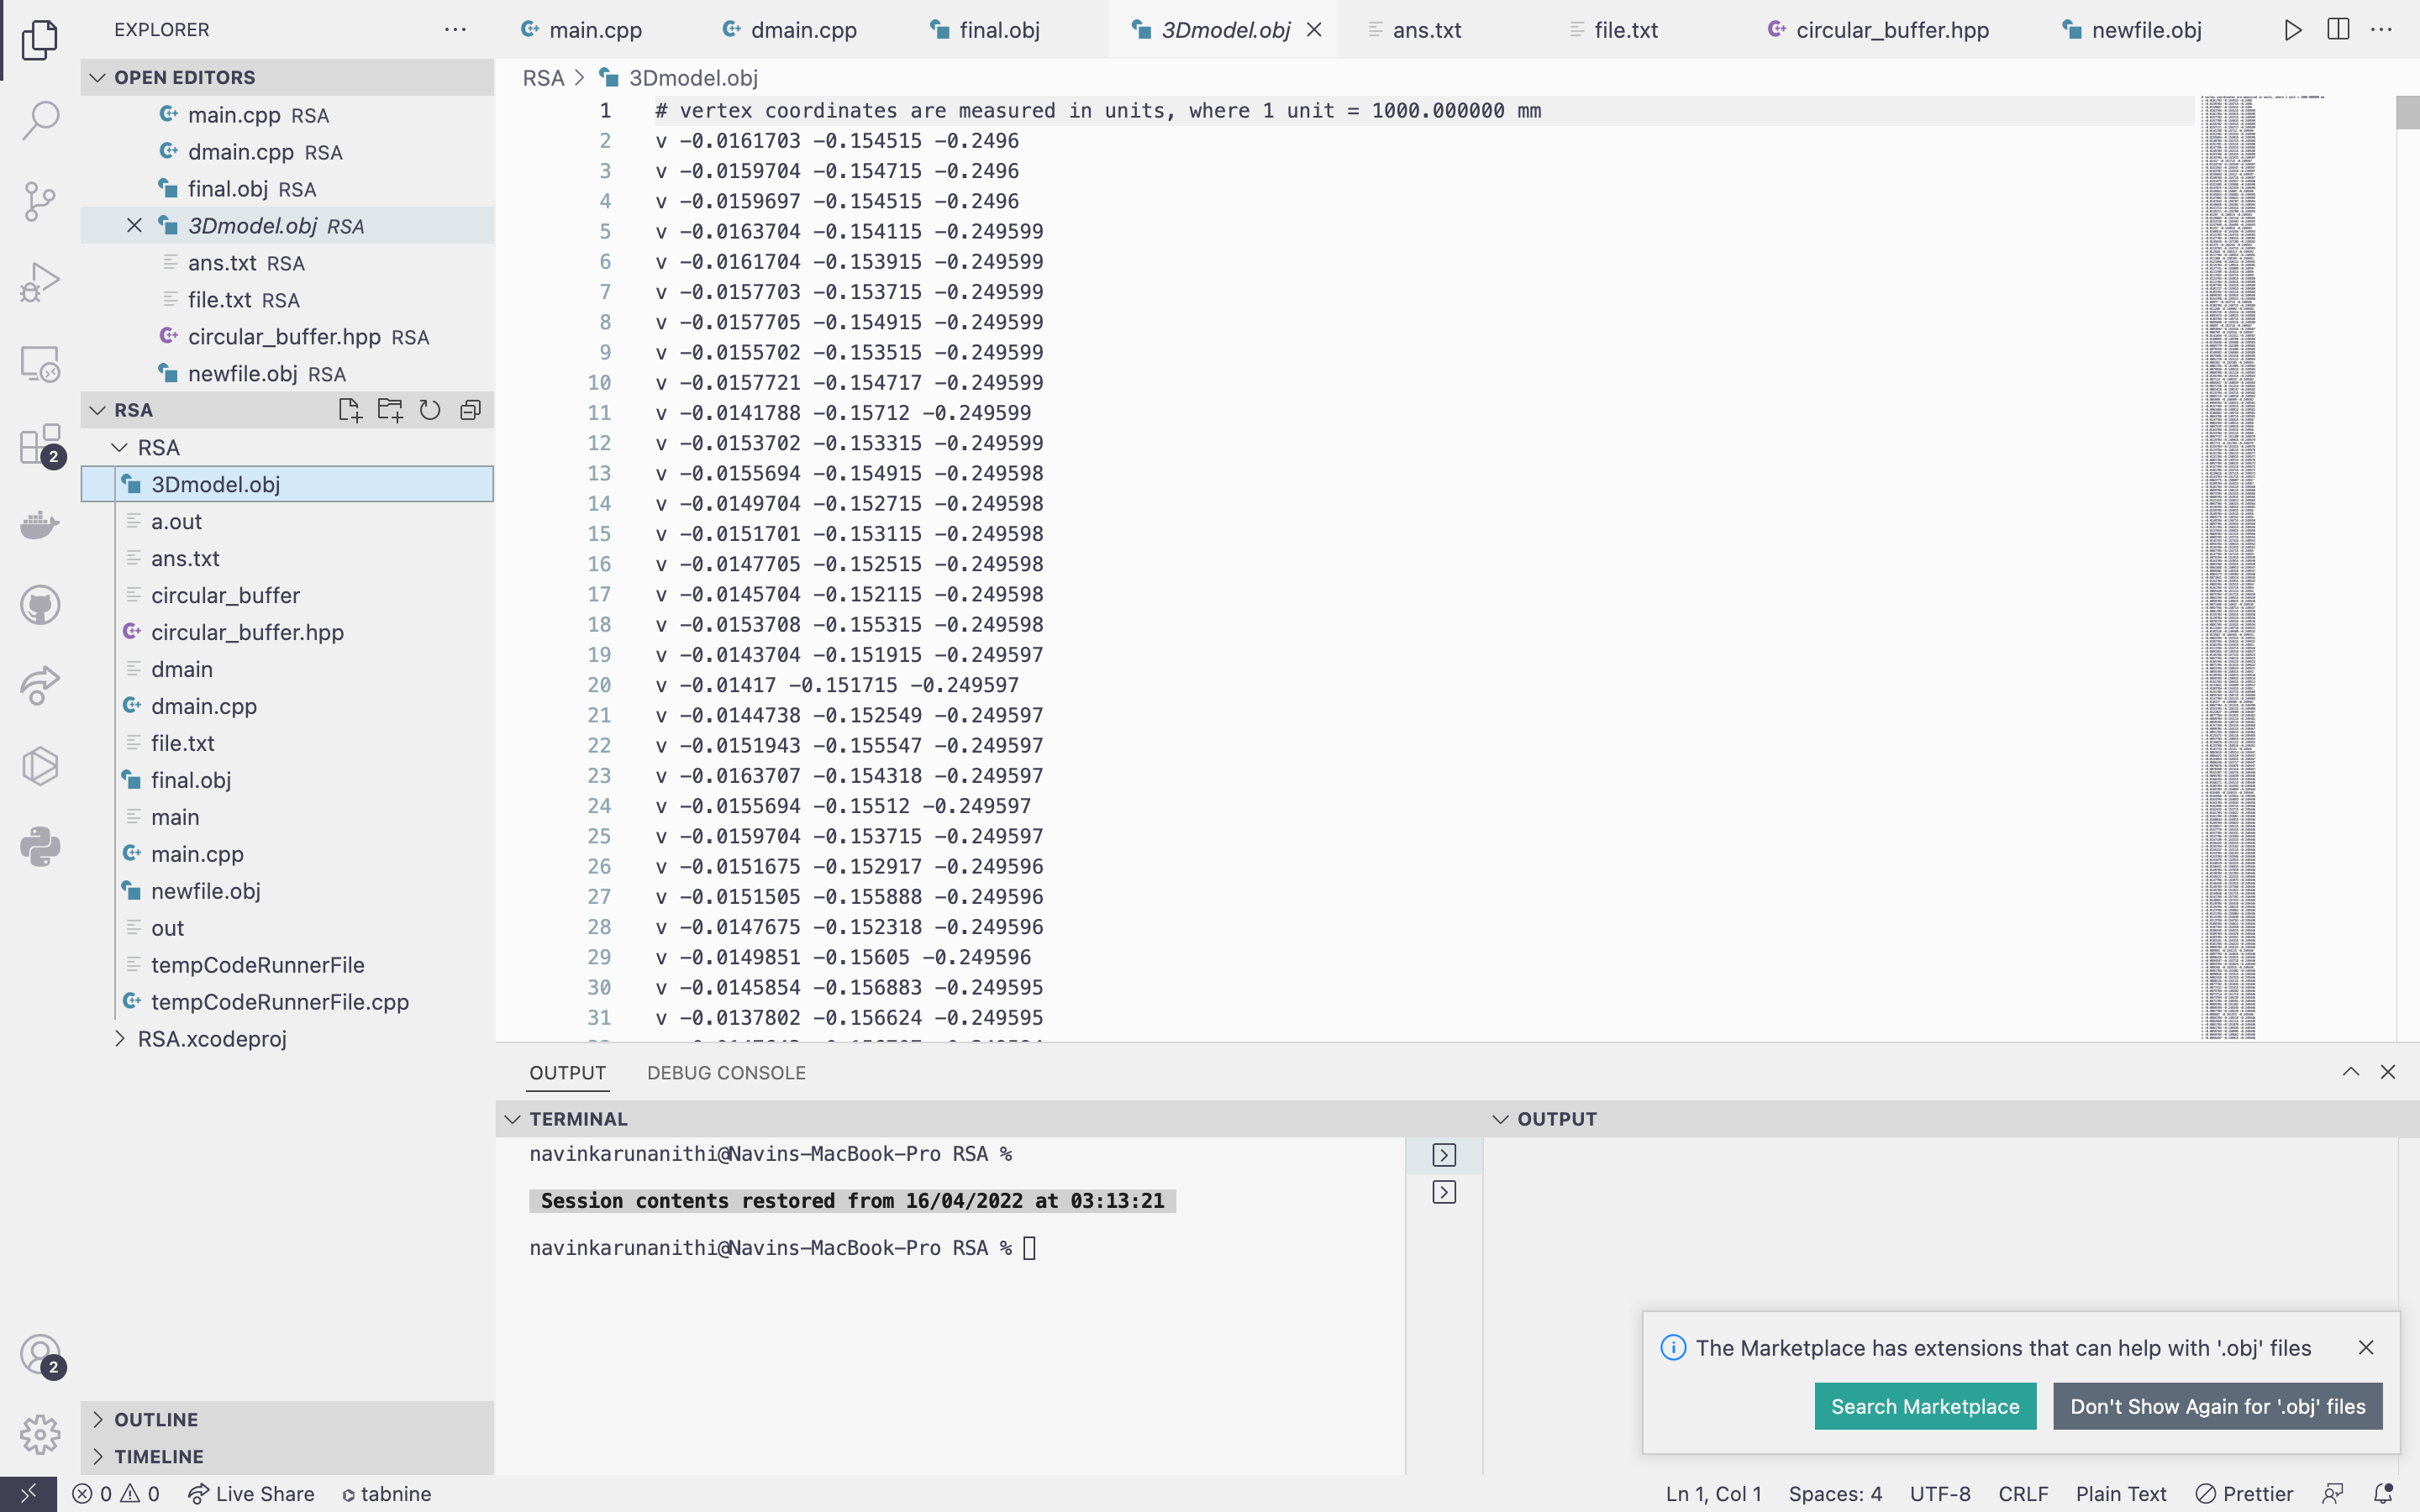 EXPLORER
OPEN EDITORS
main.cpp RSA
dmain.cpp RSA
final.obj RSA
3Dmodel.obj RSA
ans.txt RSA
file.txt RSA
circular_buffer.hpp RSA
newfile.obj RSA
RSA
RSA
3Dmodel.obj
a.out
ans.txt
circular_buffer
circular_buffer.hpp
dmain
dmain.cpp
file.txt
final.obj
main
main.cpp
newfile.obj
out
tempCodeRunnerFile
tempCodeRunnerFile.cpp
RSA.xcodeproj
OUTLINE
TIMELINE
2
2
main.cpp dmain.cpp final.obj 3Dmodel.obj ans.txt file.txt circular_buffer.hpp newfile.obj
RSA > 3Dmodel.obj
1 # vertex coordinates are measured in units, where 1 unit = 1000.000000 mm
2 v -0.0161703 -0.154515 -0.2496
3 v -0.0159704 -0.154715 -0.2496
4 v -0.0159697 -0.154515 -0.2496
5 v -0.0163704 -0.154115 -0.249599
6 v -0.0161704 -0.153915 -0.249599
7 v -0.0157703 -0.153715 -0.249599
8 v -0.0157705 -0.154915 -0.249599
9 v -0.0155702 -0.153515 -0.249599
10 v -0.0157721 -0.154717 -0.249599
11 v -0.0141788 -0.15712 -0.249599
12 v -0.0153702 -0.153315 -0.249599
13 v -0.0155694 -0.154915 -0.249598
14 v -0.0149704 -0.152715 -0.249598
15 v -0.0151701 -0.153115 -0.249598
16 v -0.0147705 -0.152515 -0.249598
17 v -0.0145704 -0.152115 -0.249598
18 v -0.0153708 -0.155315 -0.249598
19 v -0.0143704 -0.151915 -0.249597
20 v -0.01417 -0.151715 -0.249597
21 v -0.0144738 -0.152549 -0.249597
22 v -0.0151943 -0.155547 -0.249597
23 v -0.0163707 -0.154318 -0.249597
24 v -0.0155694 -0.15512 -0.249597
25 v -0.0159704 -0.153715 -0.249597
26 v -0.0151675 -0.152917 -0.249596
27 v -0.0151505 -0.155888 -0.249596
28 v -0.0147675 -0.152318 -0.249596
29 v -0.0149851 -0.15605 -0.249596
30 v -0.0145854 -0.156883 -0.249595
31 v -0.0137802 -0.156624 -0.249595
OUTPUT DEBUG CONSOLE
TERMINAL
navinkarunanithi@Navins-MacBook-Pro RSA %
Session contents restored from 16/04/2022 at 03:13:21
navinkarunanithi@Navins-MacBook-Pro RSA %
OUTPUT
The Marketplace has extensions that can help with '.obj' files
Search Marketplace
Don't Show Again for '.obj' files
0 0 Live Share tabnine Ln 1, Col 1 Spaces: 4 UTF-8 CRLF Plain Text Prettier